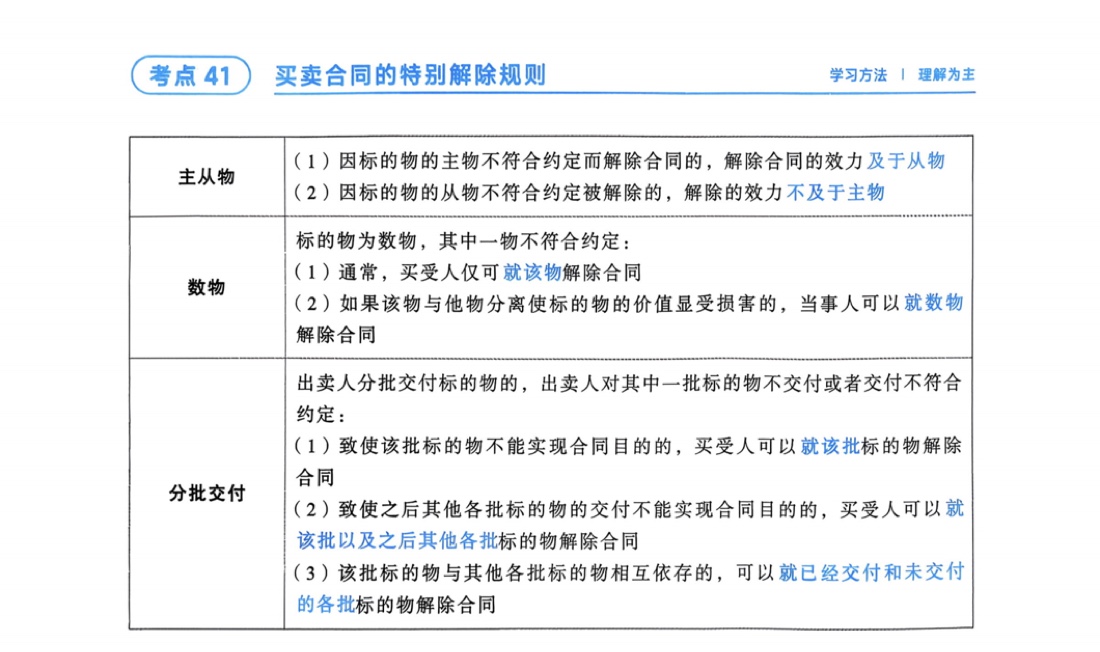 考点 41 买卖合同的特别解除规则 学习方法 | 理解为主
主从物
（1）因标的物的主物不符合约定而解除合同的，解除合同的效力及于从物
（2）因标的物的从物不符合约定被解除的，解除的效力不及于主物
数物
标的物为数物，其中一物不符合约定：
（1）通常，买受人仅可就该物解除合同
（2）如果该物与他物分离使标的物的价值显受损害的，当事人可以就数物
解除合同
分批交付
出卖人分批交付标的物的，出卖人对其中一批标的物不交付或者交付不符合
约定：
（1）致使该批标的物不能实现合同目的的，买受人可以就该批标的物解除
合同
（2）致使之后其他各批标的物的交付不能实现合同目的的，买受人可以就
该批以及之后其他各批标的物解除合同
（3）该批标的物与其他各批标的物相互依存的，可以就已经交付和未交付
的各批标的物解除合同